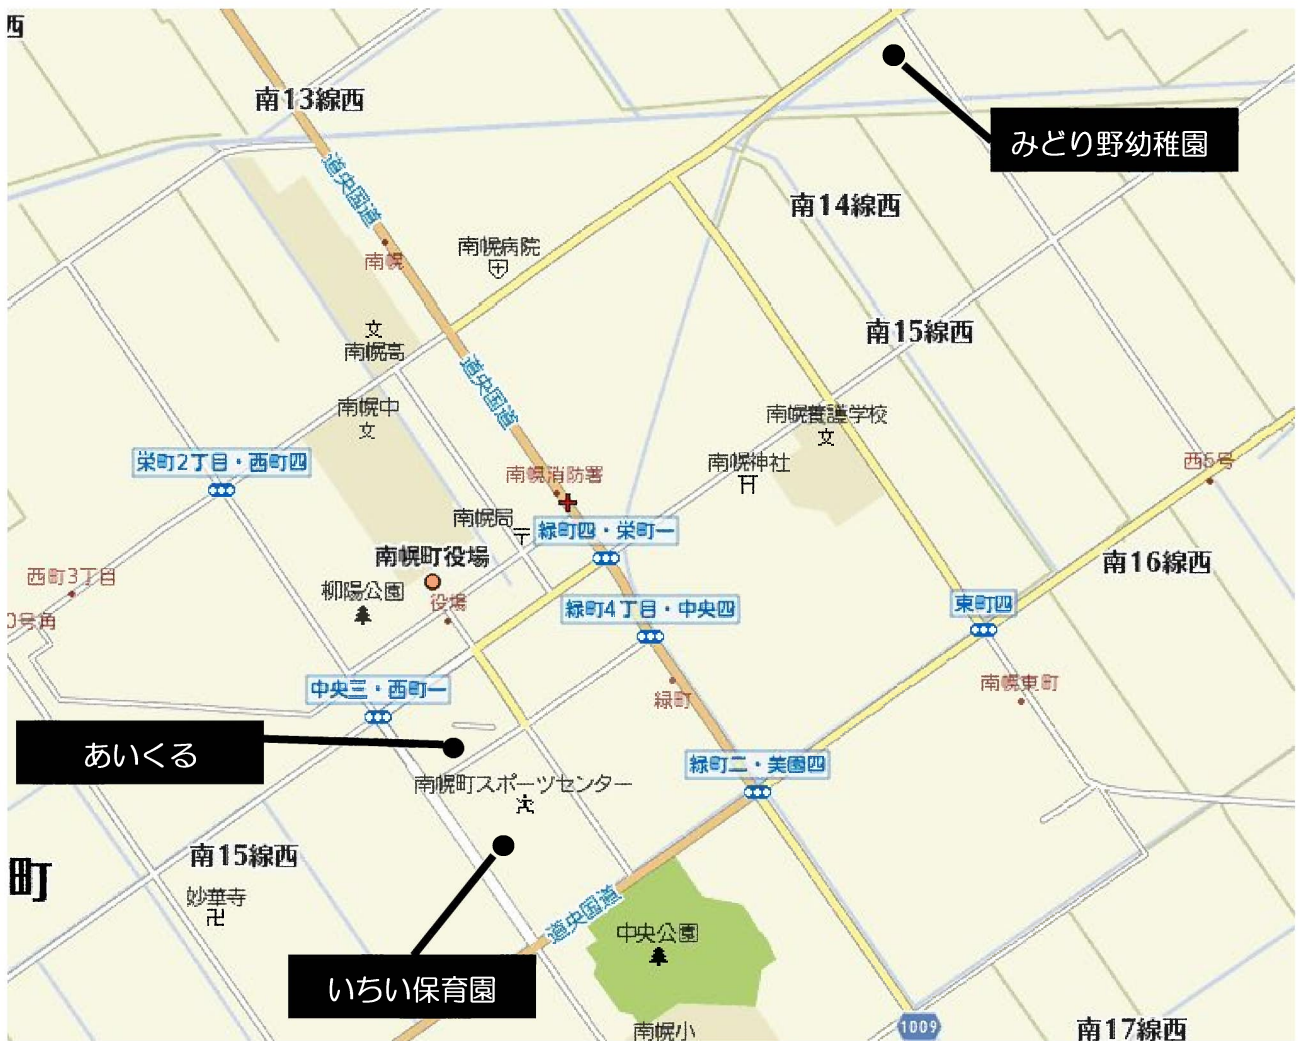 西
南13線西
みどり野幼稚園
道央国道
南14線西
南幌病院
南幌
南15線西
文
南幌高
道央国道
南幌中
文
南幌養護学校
文
栄町2丁目・西町四
南幌消防署
南幌神社
西5号
南幌局
緑町四・栄町一
南幌町役場
南16線西
西町3丁目
柳陽公園
役場
緑町4丁目・中央四
東町四
0号角
中央三・西町一
緑町
南幌東町
あいくる
緑町二・美園四
南幌町スポーツセンター
南15線西
町
妙華寺
道央国道
中央公園
いちい保育園
南幌小
1009
南17線西